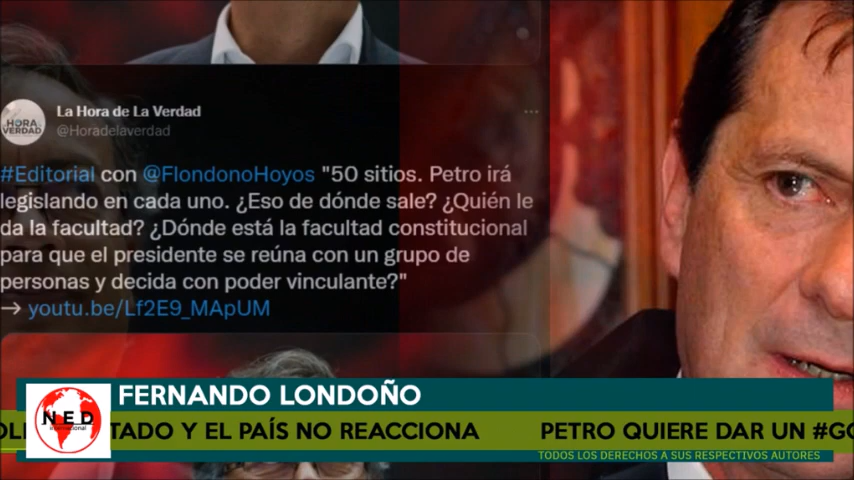 La Hora de La Verdad
@Horadelaverdad
HORA
VERDAD
#Editorial con @FlondonoHoyos "50 sitios. Petro irá
legislando en cada uno. ¿Eso de dónde sale? ¿Quién le
da la facultad? ¿Dónde está la facultad constitucional
para que el presidente se reúna con un grupo de
personas y decida con poder vinculante?"
→ youtu.be/Lf2E9_MApUM
FERNANDO LONDOÑO
NED
internacional
TADO Y EL PAÍS NO REACCIONA PETRO QUIERE DAR UN #GO
TODOS LOS DERECHOS A SUS RESPECTIVOS AUTORES